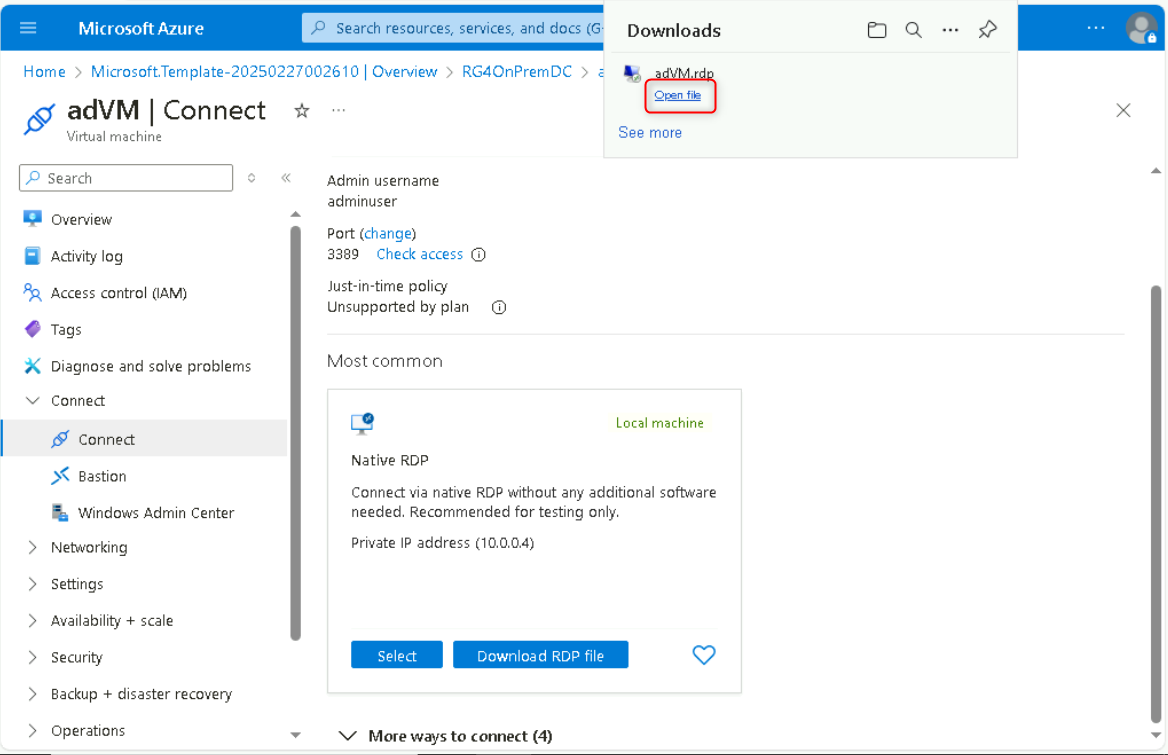 Microsoft Azure
Search resources, services, and docs (G
Downloads
adVM.rdp
Open file
See more
Home > Microsoft.Template-20250227002610 | Overview > RG4OnPremDC >
adVM | Connect
Virtual machine
Search
Overview
Activity log
Access control (IAM)
Tags
Diagnose and solve problems
Connect
Connect
Bastion
Windows Admin Center
Networking
Settings
Availability + scale
Security
Backup + disaster recovery
Operations
Admin username
adminuser
Port (change)
3389 Check access
Just-in-time policy
Unsupported by plan
Most common
Local machine
Native RDP
Connect via native RDP without any additional software
needed. Recommended for testing only.
Private IP address (10.0.0.4)
Select
Download RDP file
More ways to connect (4)